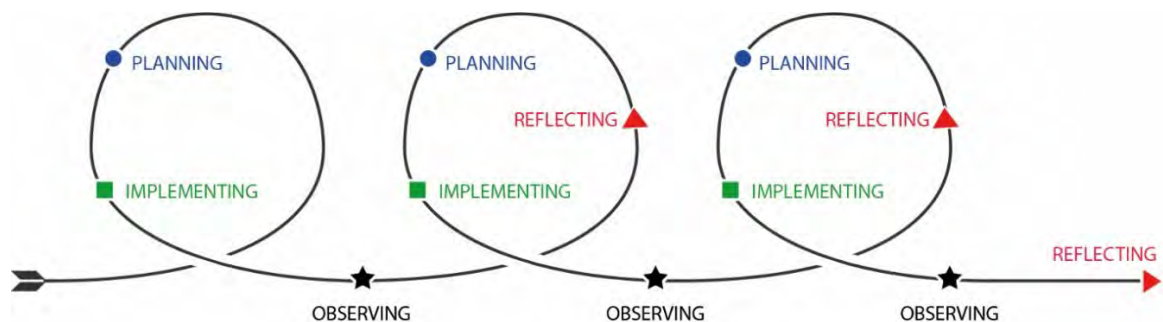 PLANNING
PLANNING
PLANNING
REFLECTING
REFLECTING
IMPLEMENTING
IMPLEMENTING
IMPLEMENTING
REFLECTING
OBSERVING
OBSERVING
OBSERVING